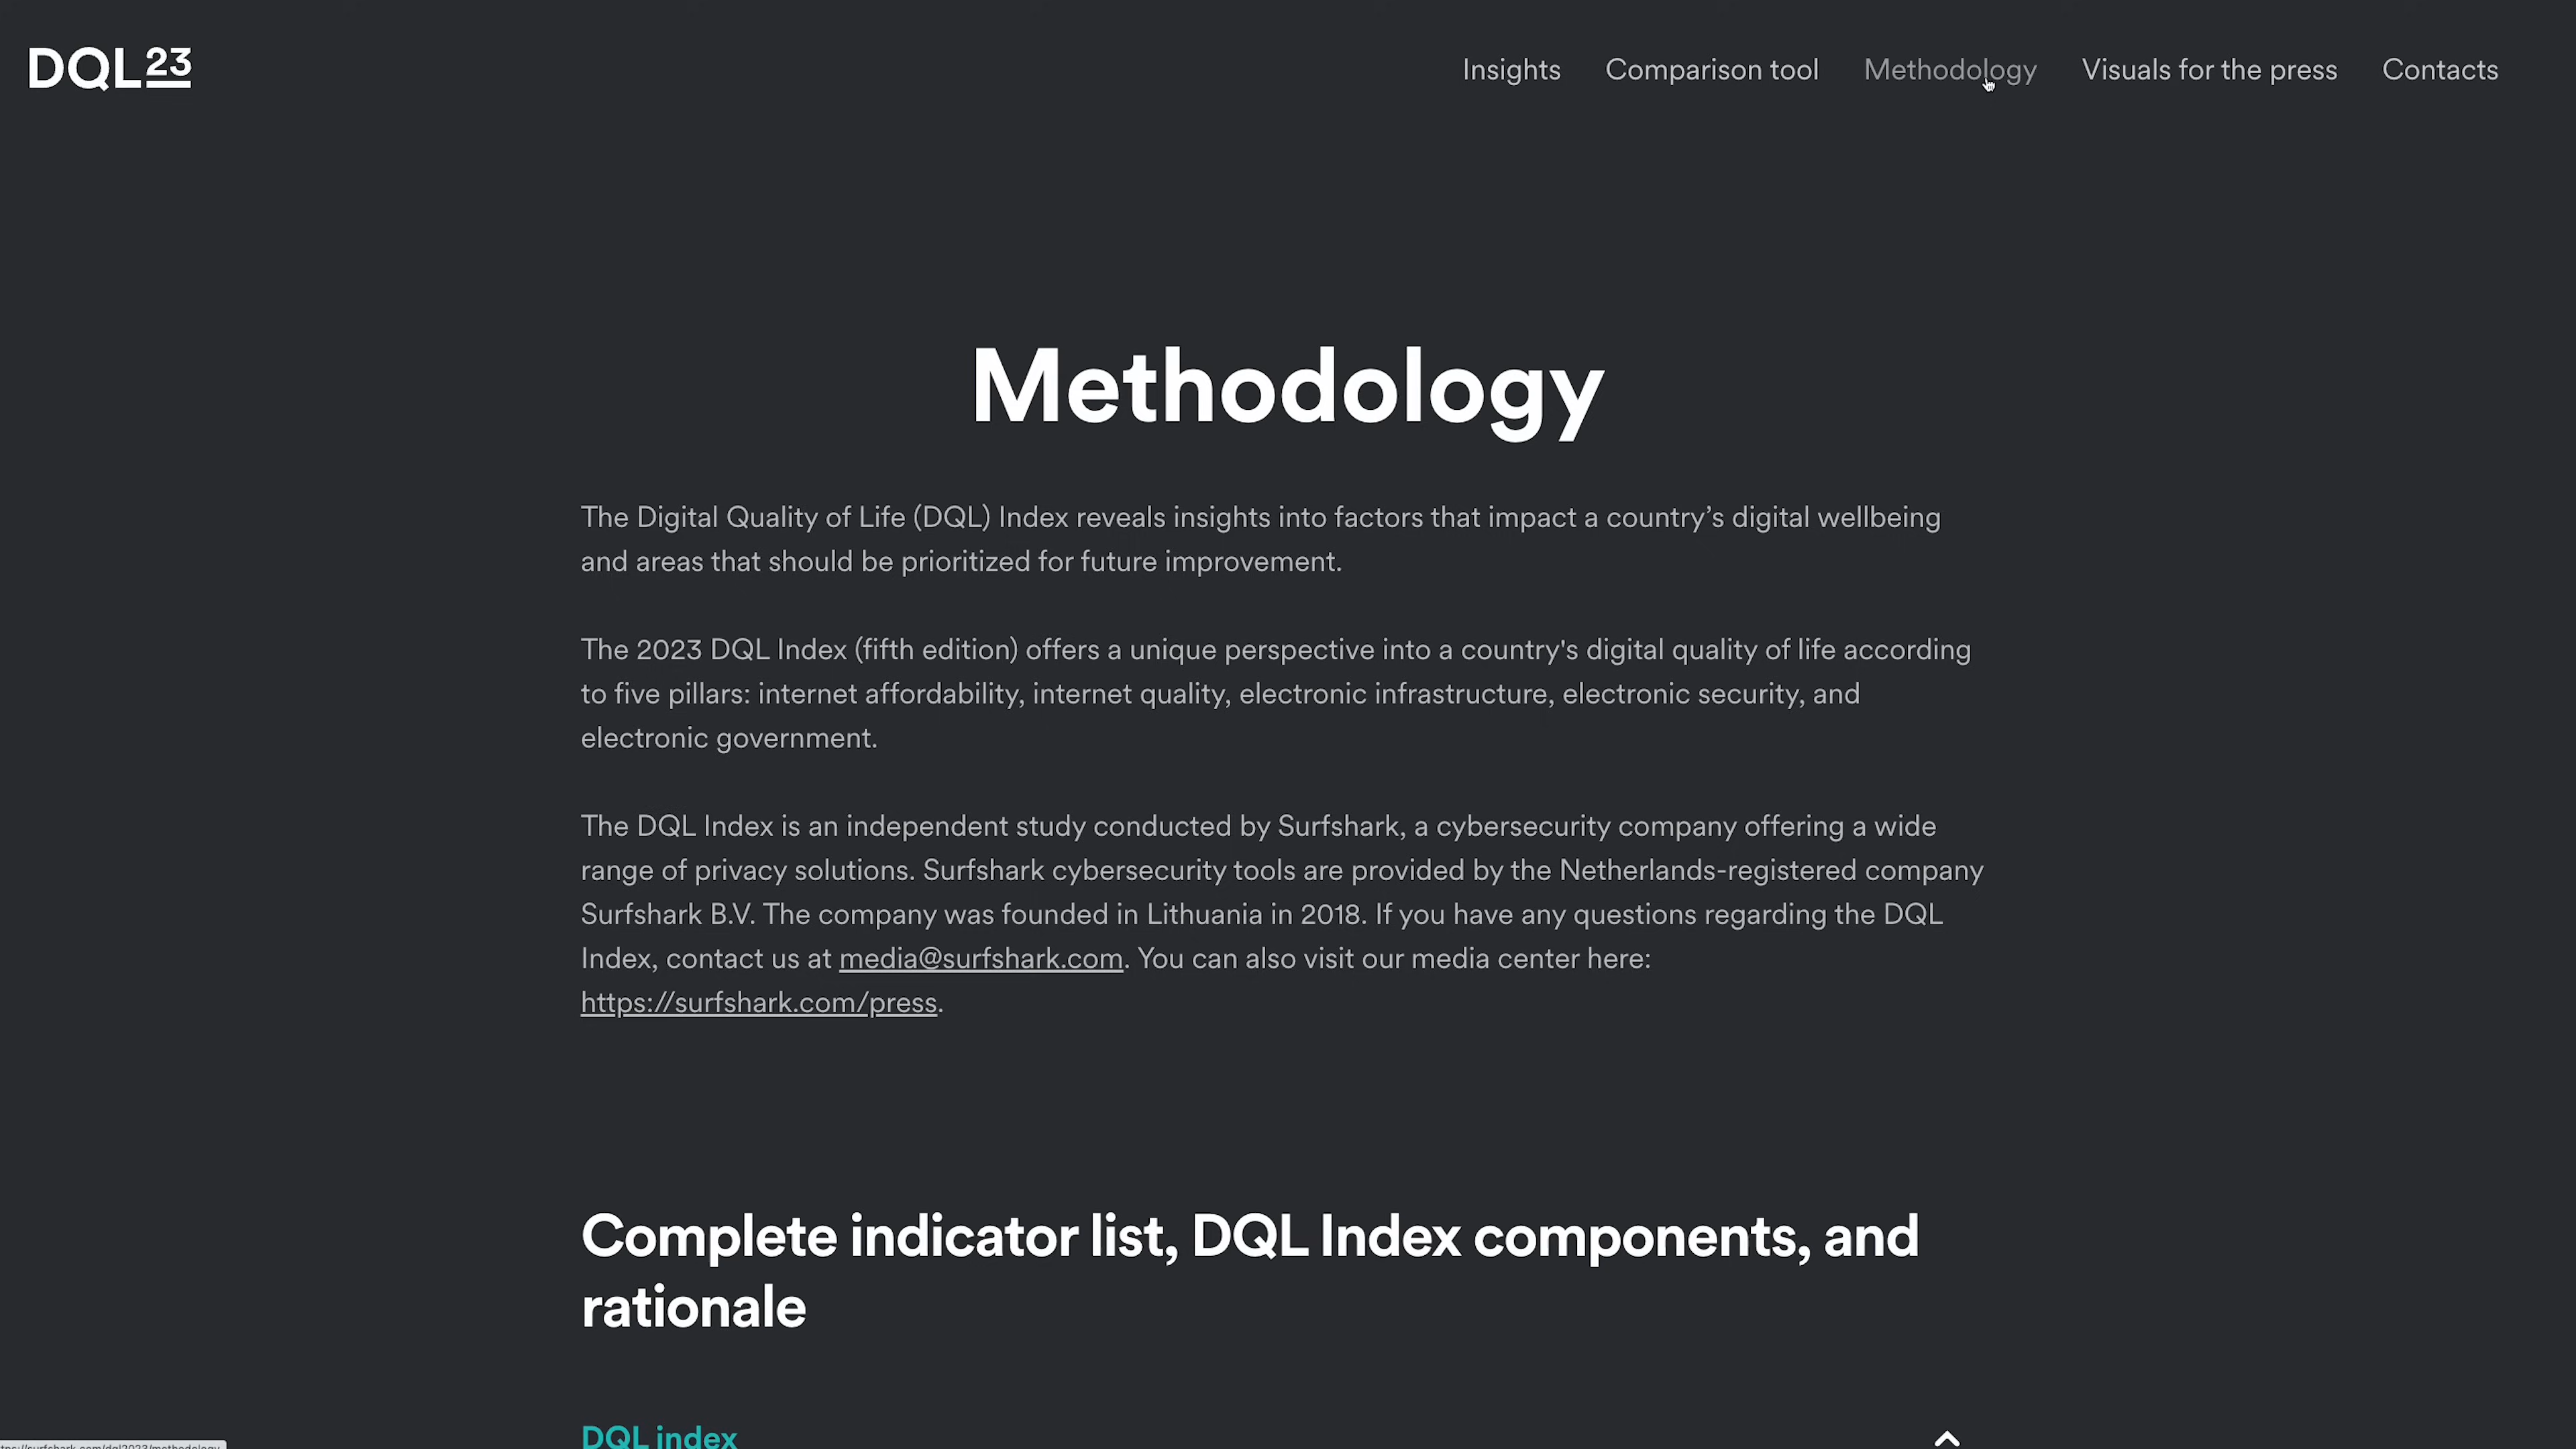 DQL23
Insights Comparison tool Methodology Visuals for the press Contacts
Methodology
The Digital Quality of Life (DQL) Index reveals insights into factors that impact a country’s digital wellbeing
and areas that should be prioritized for future improvement.
The 2023 DQL Index (fifth edition) offers a unique perspective into a country's digital quality of life according
to five pillars: internet affordability, internet quality, electronic infrastructure, electronic security, and
electronic government.
The DQL Index is an independent study conducted by Surfshark, a cybersecurity company offering a wide
range of privacy solutions. Surfshark cybersecurity tools are provided by the Netherlands-registered company
Surfshark B.V. The company was founded in Lithuania in 2018. If you have any questions regarding the DQL
Index, contact us at media@surfshark.com. You can also visit our media center here:
https://surfshark.com/press.
Complete indicator list, DQL Index components, and
rationale
DQL index
ttps://surfshark.com/dql2023/methodology